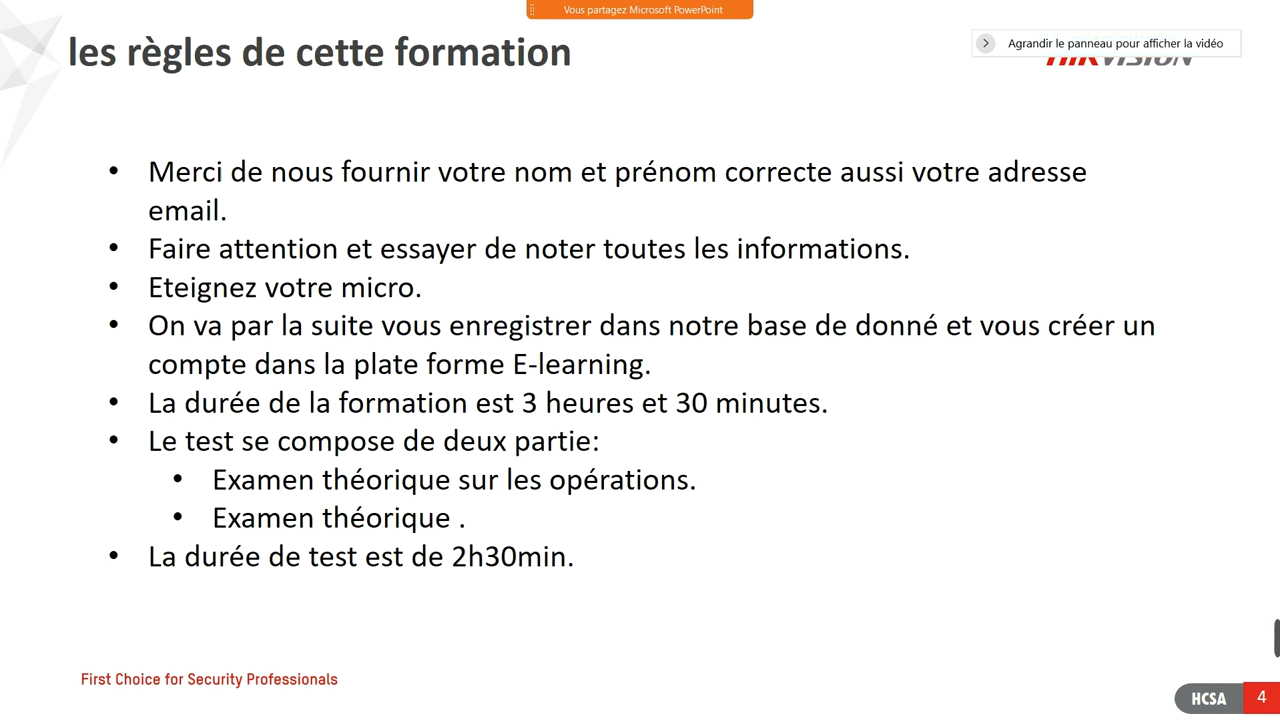 Vous partagez Microsoft PowerPoint
les règles de cette formation
Agrandir le panneau pour afficher la vidéo
HIKVISION
• Merci de nous fournir votre nom et prénom correcte aussi votre adresse
email.
• Faire attention et essayer de noter toutes les informations.
• Eteignez votre micro.
• On va par la suite vous enregistrer dans notre base de donné et vous créer un
compte dans la plate forme E-learning.
• La durée de la formation est 3 heures et 30 minutes.
• Le test se compose de deux partie:
• Examen théorique sur les opérations.
• Examen théorique .
• La durée de test est de 2h30min.
First Choice for Security Professionals
HCSA 4